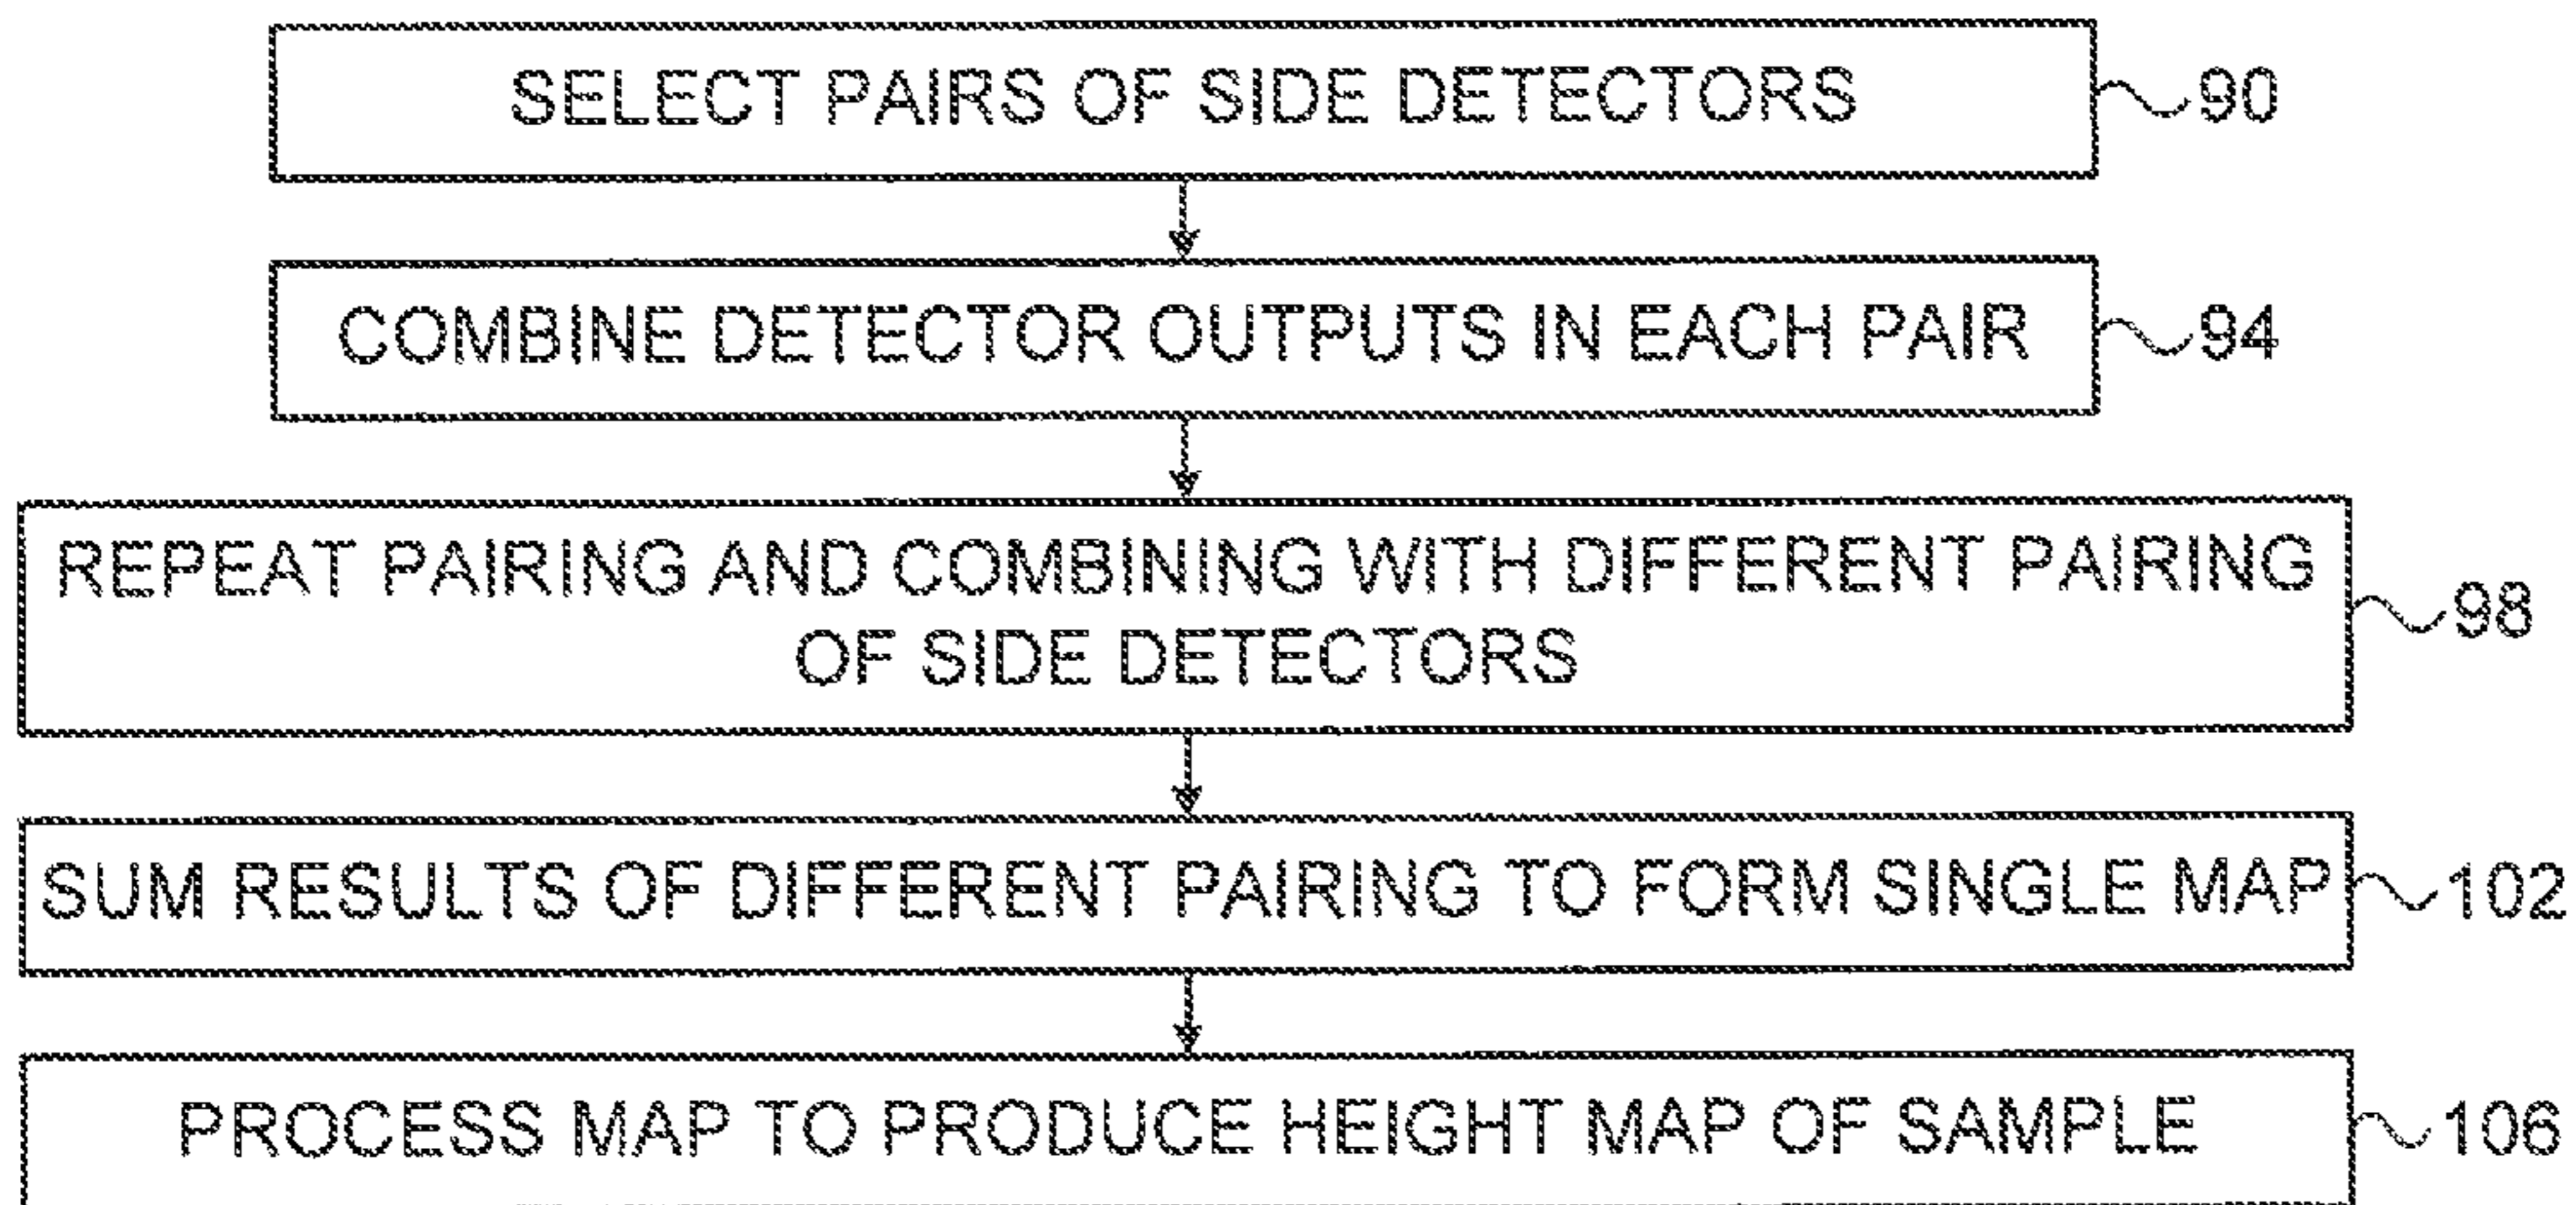 SELECT PAIRS OF SIDE DETECTORS
90
COMBINE DETECTOR OUTPUTS IN EACH PAIR
94
REPEAT PAIRING AND COMBINING WITH DIFFERENT PAIRING
OF SIDE DETECTORS
98
SUM RESULTS OF DIFFERENT PAIRING TO FORM SINGLE MAP
102
PROCESS MAP TO PRODUCE HEIGHT MAP OF SAMPLE
106